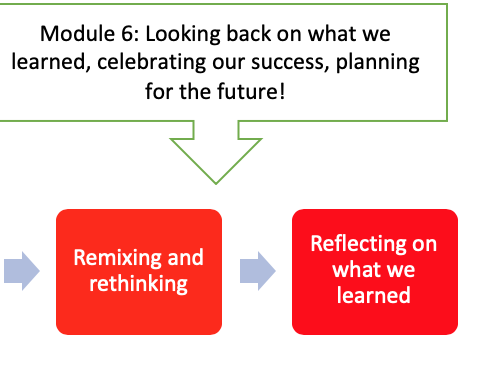 Module 6: Looking back on what we
learned, celebrating our success, planning
for the future!
Remixing and
rethinking
Reflecting on
what we
learned